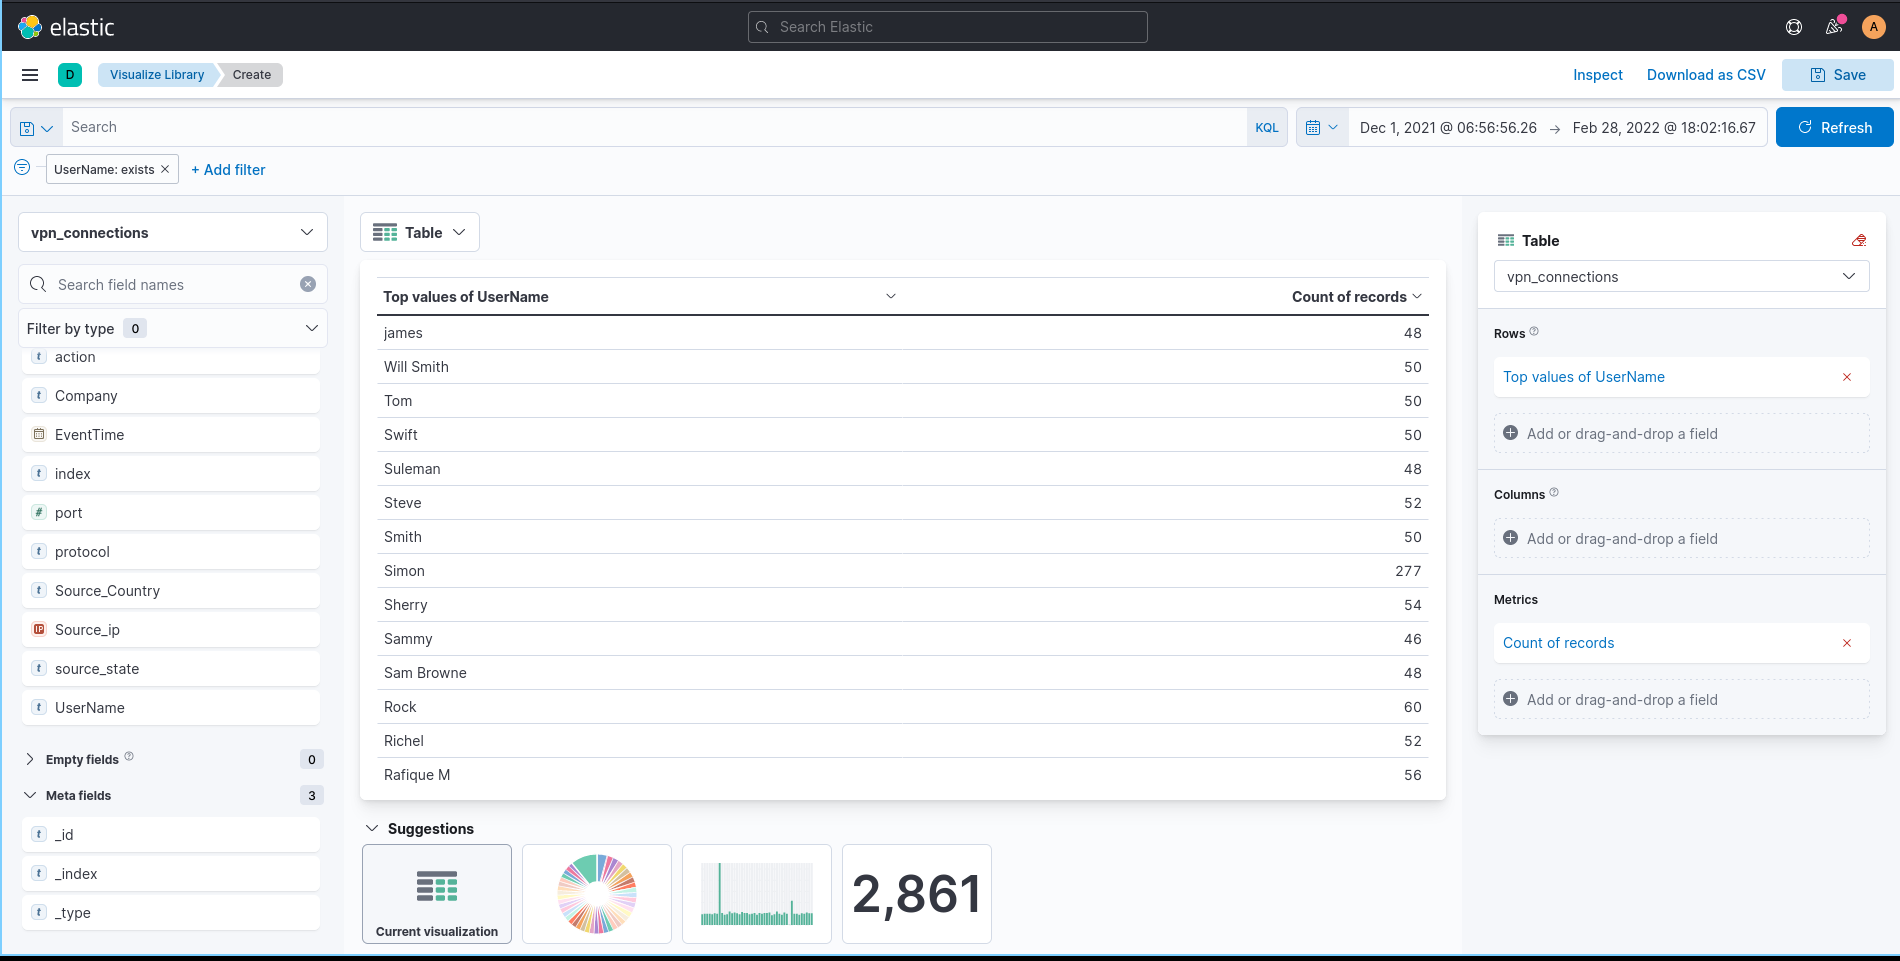 elastic
Search Elastic
A
D
Visualize Library
Create
Inspect
Download as CSV
Save
Search
KQL
Dec 1, 2021 @ 06:56:56.26 → Feb 28, 2022 @ 18:02:16.67
Refresh
UserName: exists ×
+ Add filter
vpn_connections
Search field names
Filter by type 0
t action
t Company
EventTime
t index
# port
t protocol
t Source_Country
IP Source_ip
t source_state
t UserName
Empty fields 0
Meta fields 3
t _id
t _index
t _type
Table
Top values of UserName Count of records
james 48
Will Smith 50
Tom 50
Swift 50
Suleman 48
Steve 52
Smith 50
Simon 277
Sherry 54
Sammy 46
Sam Browne 48
Rock 60
Richel 52
Rafique M 56
Suggestions
Current visualization
2,861
Table
vpn_connections
Rows
Top values of UserName
Add or drag-and-drop a field
Columns
Add or drag-and-drop a field
Metrics
Count of records
Add or drag-and-drop a field